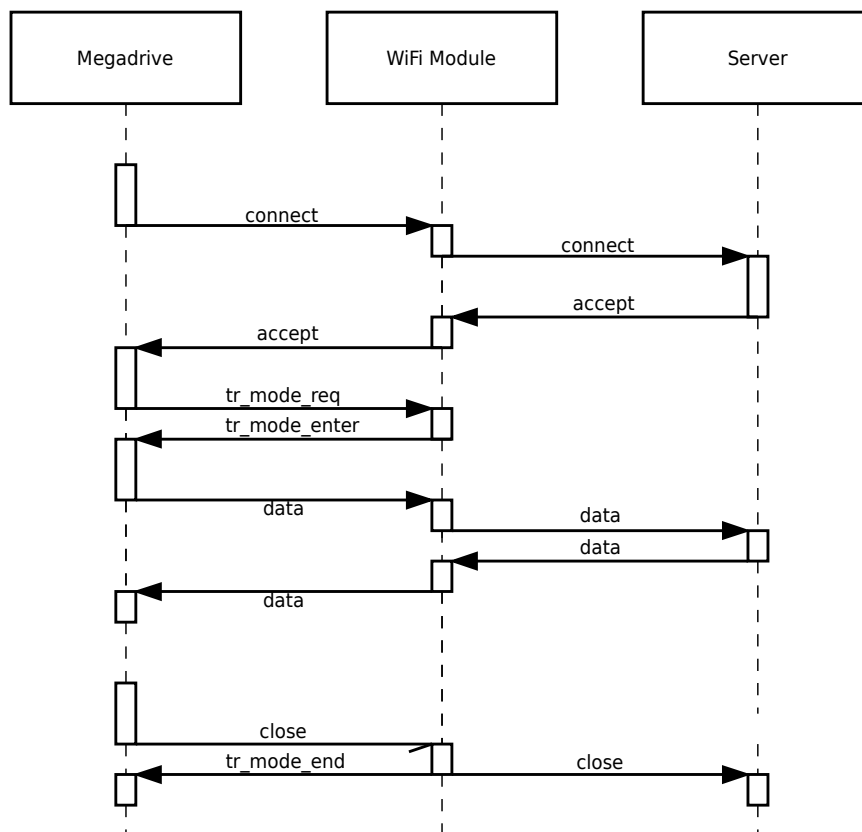 Megadrive
WiFi Module
Server
connect
connect
accept
accept
tr_mode_req
tr_mode_enter
data
data
data
data
close
tr_mode_end
close